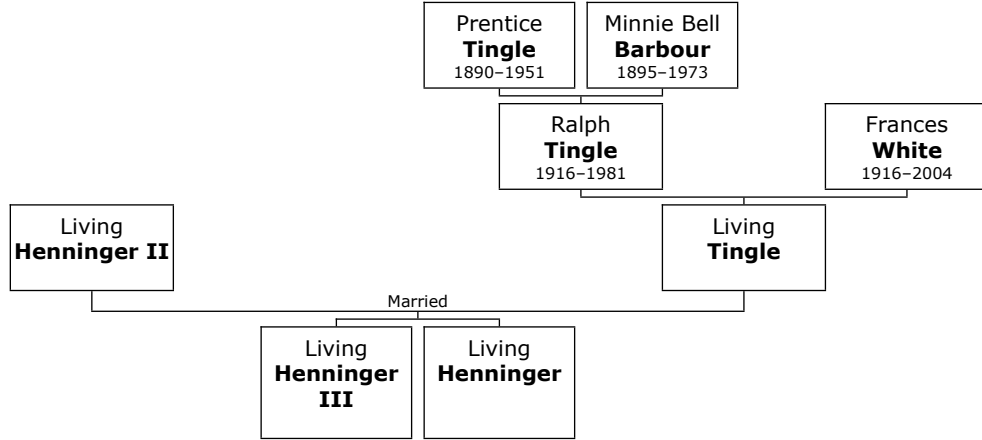 Prentice
Tingle
1890–1951
Minnie Bell
Barbour
1895–1973
Ralph
Tingle
1916–1981
Frances
White
1916–2004
Living
Henninger II
Living
Tingle
Married
Living
Henninger
III
Living
Henninger